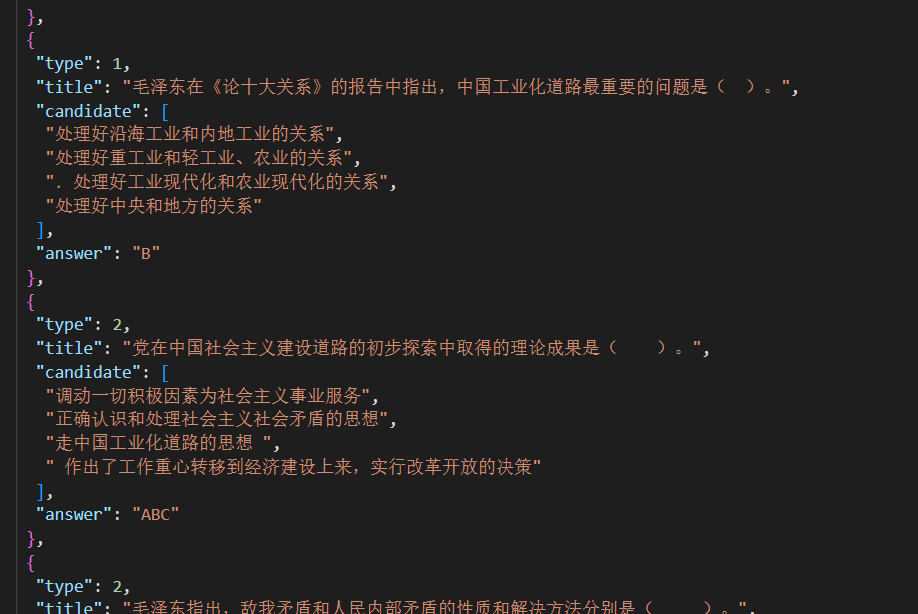 },
{
"type": 1,
"title": "毛泽东在《论十大关系》的报告中指出，中国工业化道路最重要的问题是（  ）。",
"candidate": [
"处理好沿海工业和内地工业的关系",
"处理好重工业和轻工业、农业的关系",
"．处理好工业现代化和农业现代化的关系",
"处理好中央和地方的关系"
],
"answer": "B"
},
{
"type": 2,
"title": "党在中国社会主义建设道路的初步探索中取得的理论成果是（    ）。",
"candidate": [
"调动一切积极因素为社会主义事业服务",
"正确认识和处理社会主义社会矛盾的思想",
"走中国工业化道路的思想 ",
" 作出了工作重心转移到经济建设上来，实行改革开放的决策"
],
"answer": "ABC"
},
{
"type": 2,
"title": "毛泽东指出，敌我矛盾和人民内部矛盾的性质和解决方法分别是（     ）。",